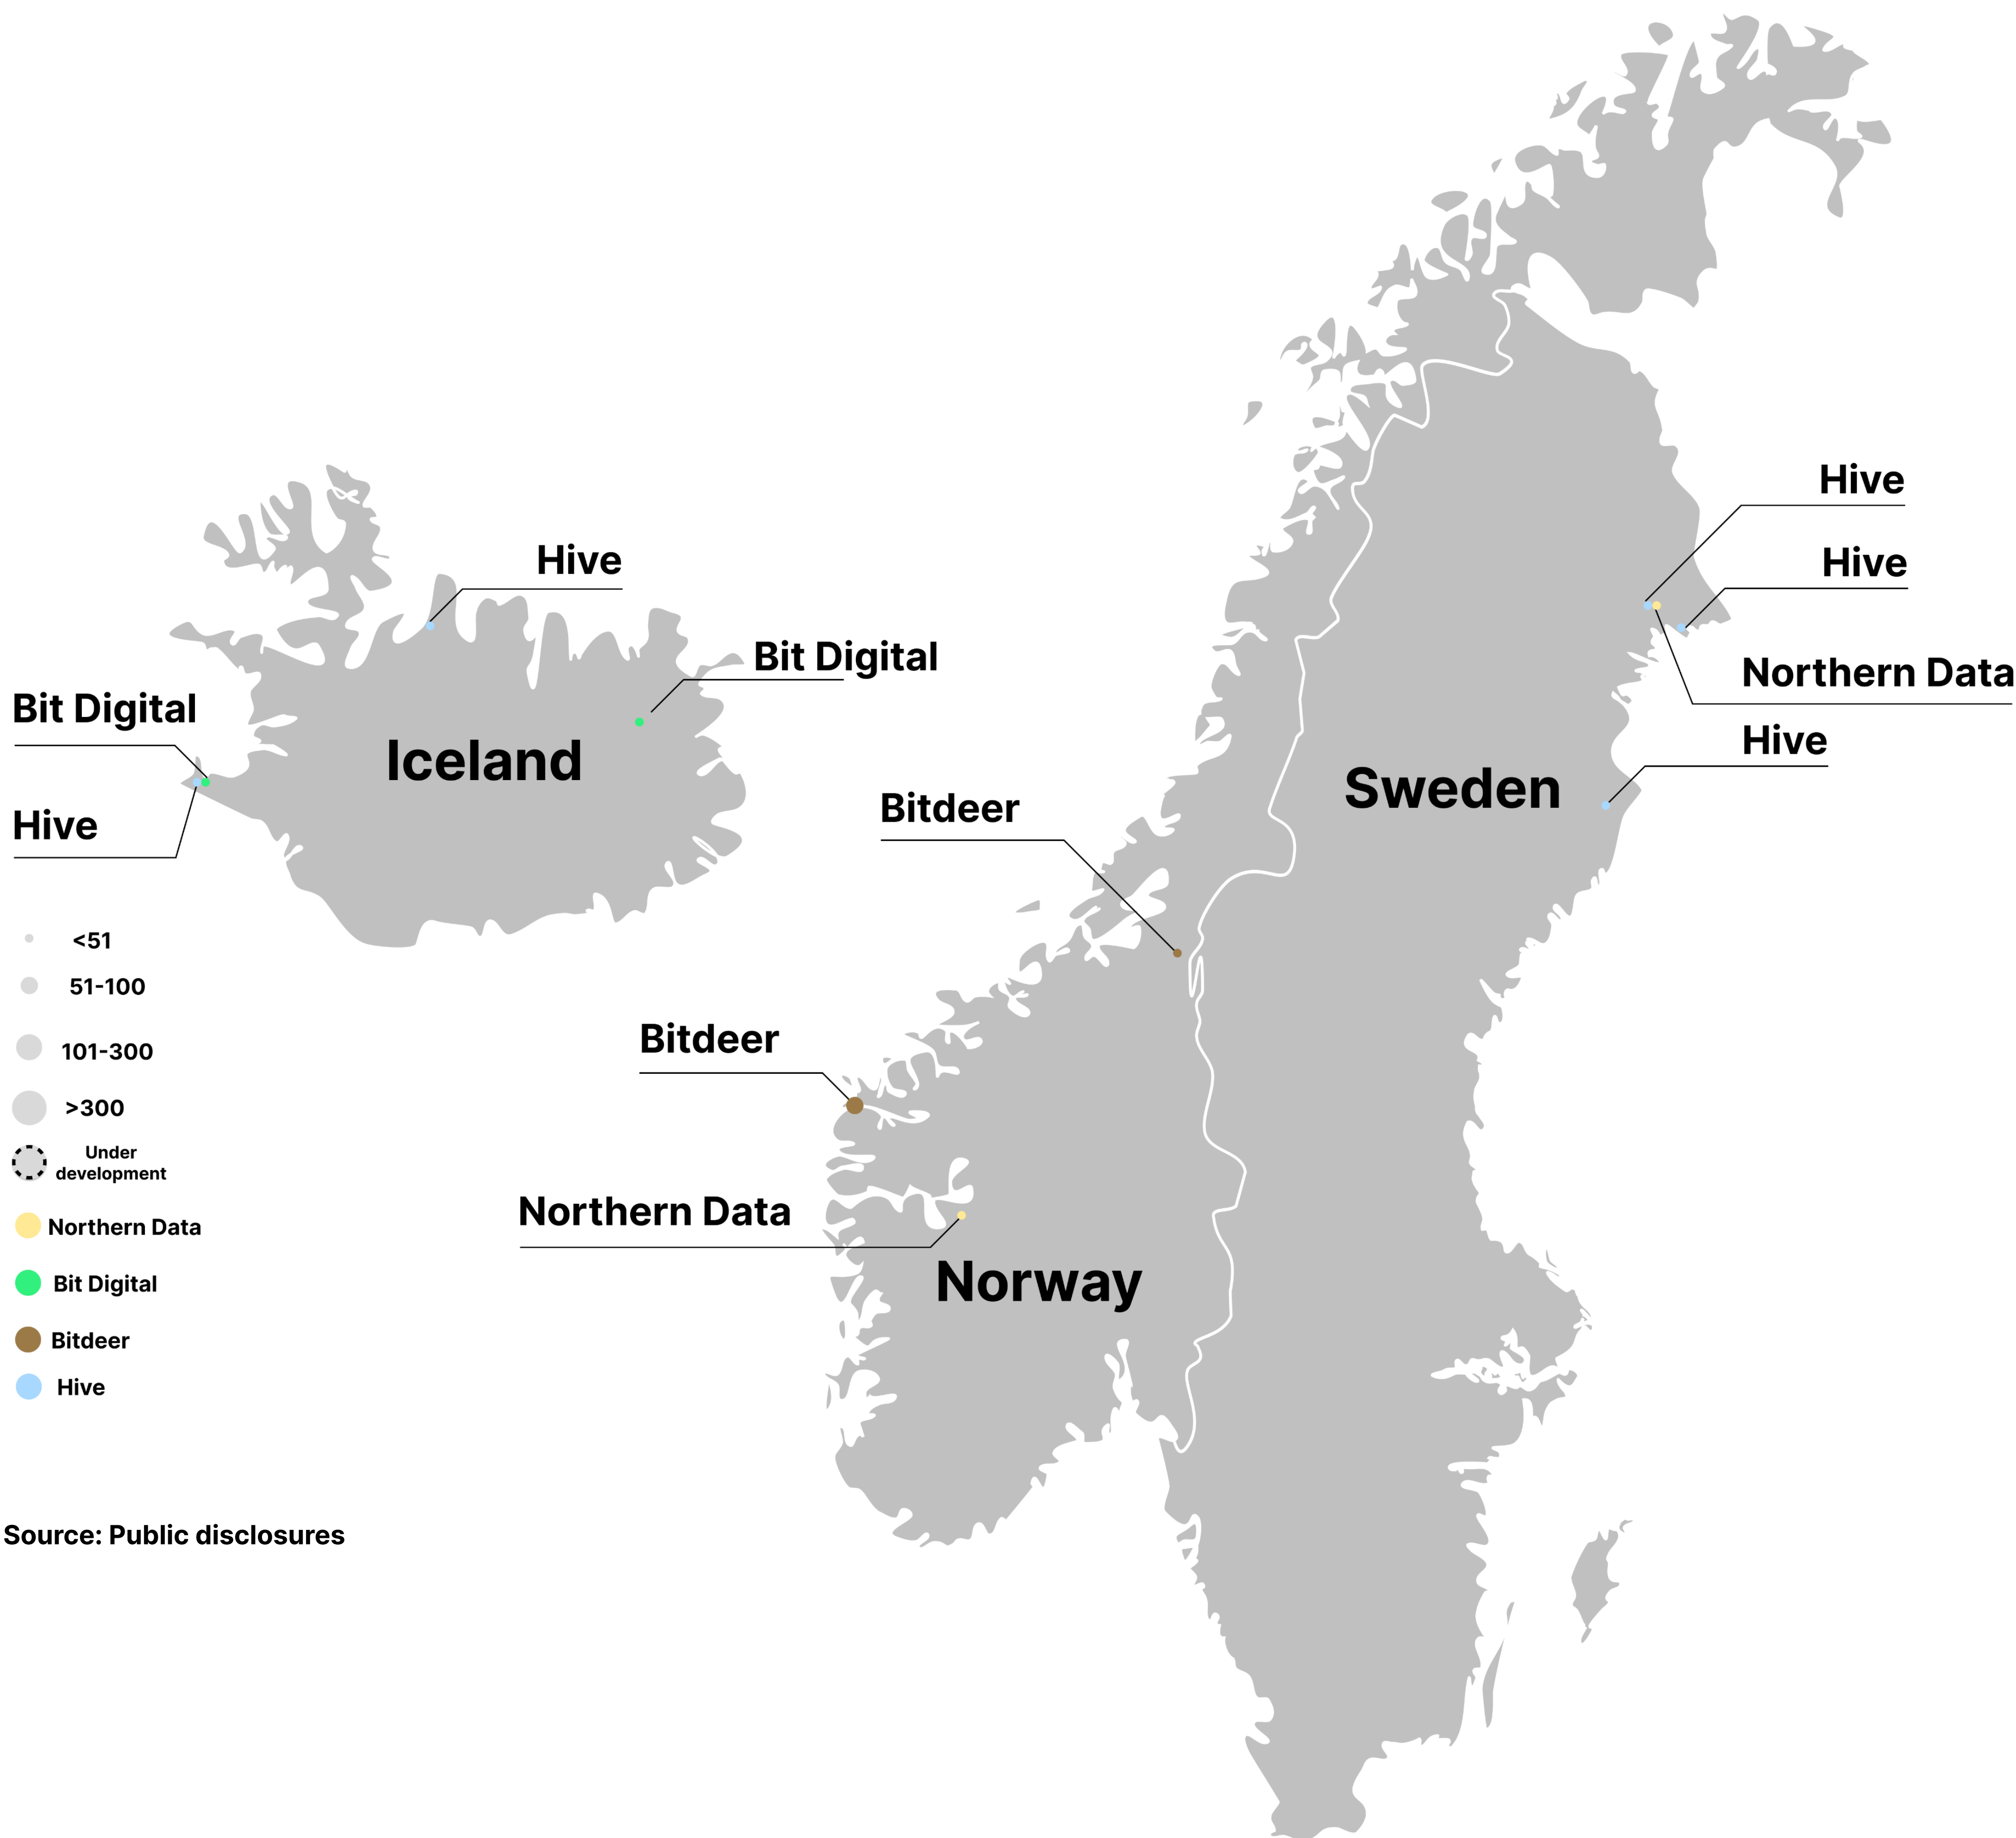 Hive
Hive
Hive
Bit Digital
Northern Data
Bit Digital
Hive
Iceland
Sweden
Bitdeer
Hive
<51
51-100
Bitdeer
101-300
>300
Under
development
Northern Data
Northern Data
Norway
Bit Digital
Bitdeer
Hive
Source: Public disclosures